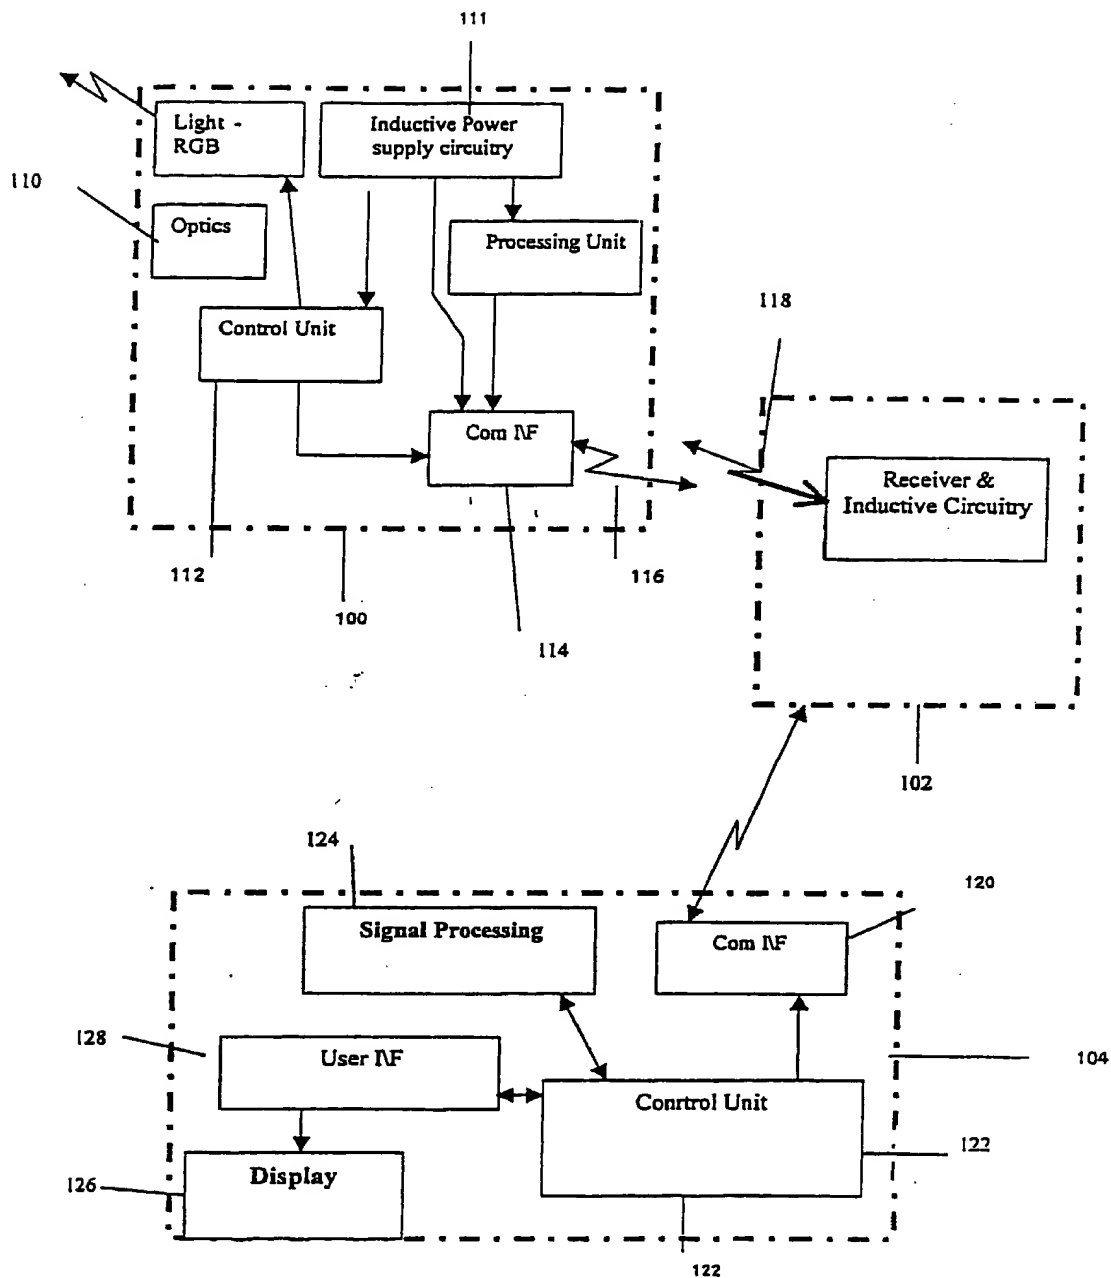 111
Light -
RGB
Inductive Power
supply circuitry
110
Optics
Processing Unit
118
Control Unit
Com I\F
Receiver &
Inductive Circuitry
112
116
100
114
102
124
120
Signal Processing
Com I\F
128
User I\F
104
Conrtrol Unit
122
Display
126
122